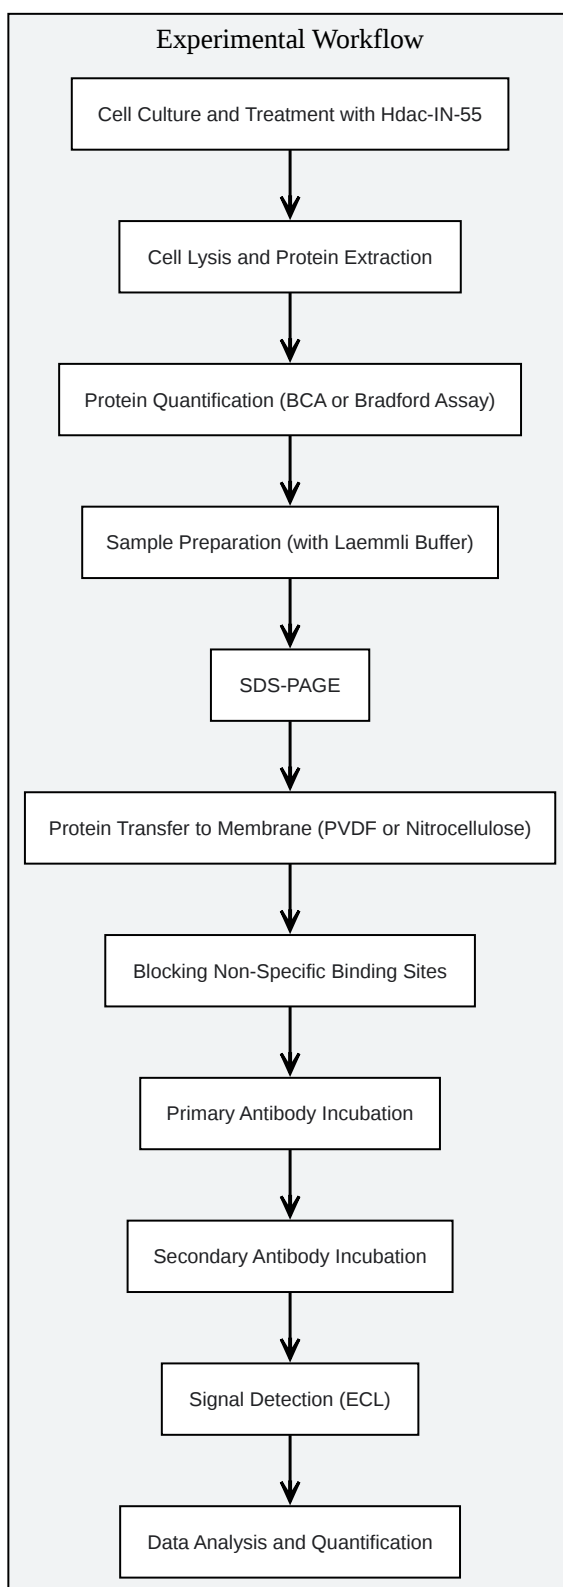 Experimental Workflow
Cell Culture and Treatment with Hdac-IN-55
Cell Lysis and Protein Extraction
Protein Quantification (BCA or Bradford Assay)
Sample Preparation (with Laemmli Buffer)
SDS-PAGE
Protein Transfer to Membrane (PVDF or Nitrocellulose)
Blocking Non-Specific Binding Sites
Primary Antibody Incubation
Secondary Antibody Incubation
Signal Detection (ECL)
Data Analysis and Quantification